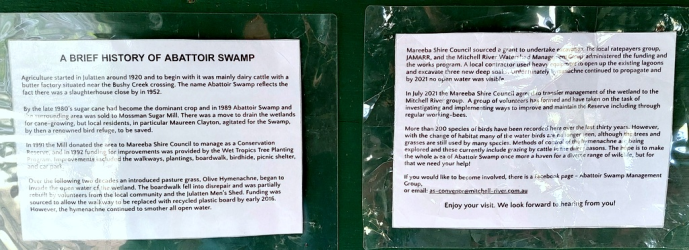 A BRIEF HISTORY OF ABATTOIR SWAMP
Agriculture started in Julatten around 1920 and to begin with it was mainly dairy cattle with a
butter factory situated near the Bushy Creek crossing. The name Abattoir Swamp reflects the
fact there was a slaughterhouse close by in 1952.
By the late 1980's sugar cane had become the dominant crop and in 1989 Abattoir Swamp and
the surrounding area was sold to Mossman Sugar Mill. There was a move to drain the wetlands
for cane-growing, but local residents, in particular Maureen Clayton, agitated for the Swamp,
by then a renowned bird refuge, to be saved.
In 1991 the Mill donated the area to Mareeba Shire Council to manage as a Conservation
Reserve, and in 1992 funding for improvements was provided by the Wet Tropics Tree Planting
Program. Improvements included the walkways, plantings, boardwalk, birdhide, picnic shelter,
and car park.
Over the following two decades an introduced pasture grass, Olive Hymenachne, began to
invade the open water of the wetland. The boardwalk fell into disrepair and was partially
rebuilt by volunteers from the local community and the Julatten Men's Shed. Funding was
sourced to allow the walkway to be replaced with recycled plastic board by early 2016.
However, the hymenachne continued to smother all open water.
Mareeba Shire Council sourced a grant to undertake The local ratepayers group,
JAMARR, and the Mitchell River Watershed Management Group administered the funding and
the works program. A local contractor used heavy equipment to open up the existing lagoons
and excavate three new deep Unfortunately hymenachne continued to propagate and
by 2021 no open water was visible.
In July 2021 the Mareeba Shire Council agreed to transfer management of the wetland to the
Mitchell River group. A group of volunteers has formed and have taken on the task of
investigating and implementing ways to improve and maintain the Reserve including through
regular working-bees.
More than 200 species of birds have been recorded here over the last thirty years. However,
with the change of habitat many of the water birds are no longer seen, although the trees and
grasses are still used by many species. Methods of control of the hymenachne are being
explored and these currently include grazing by cattle in the drier seasons. The hope is to make
the whole area of Abattoir Swamp once more a haven for a diverse range of wildlife, but for
that we need your help!
If you would like to become involved, there is a Facebook page - Abattoir Swamp Management
Group,
or email: as-convenor@mitchell-river.com.au
Enjoy your visit. We look forward to hearing from you!